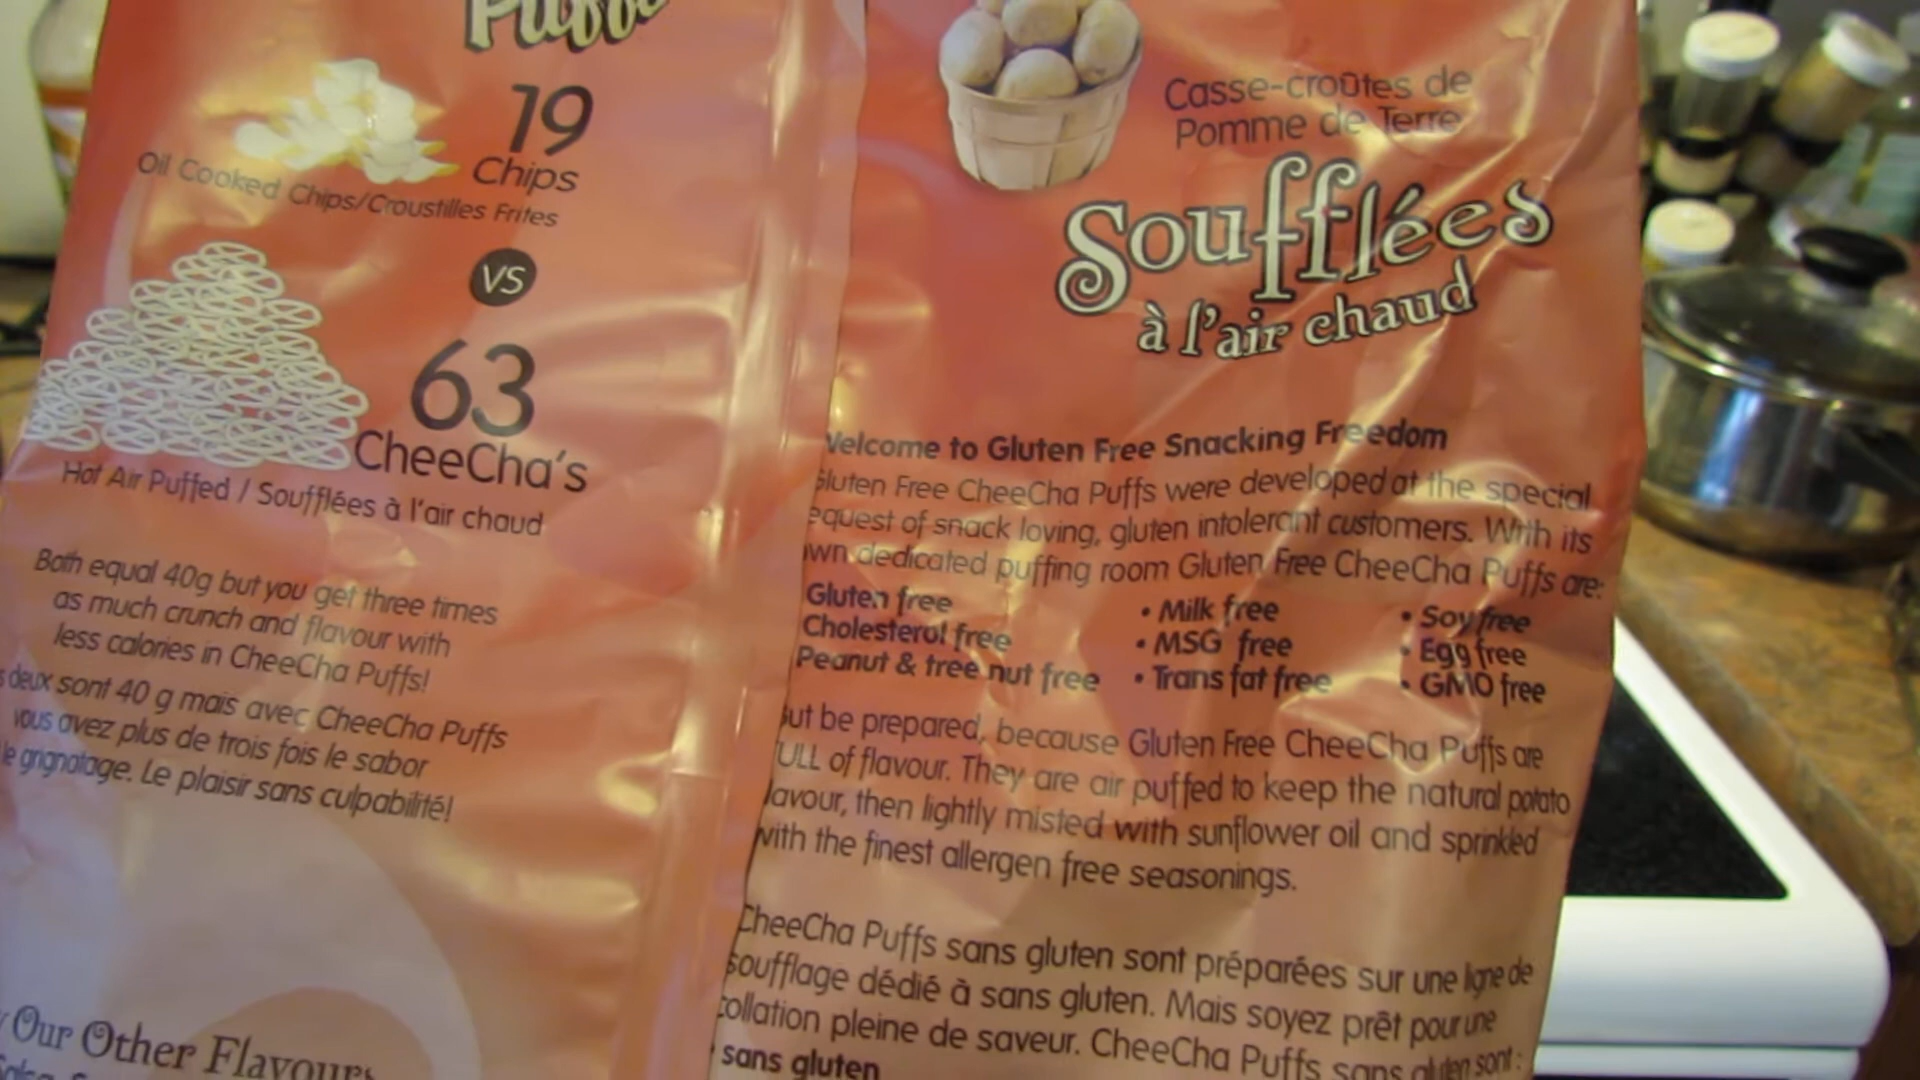 Puffs
19
Chips
Oil Cooked Chips/Croustilles Frites
VS
63
CheeCha's
Hot Air Puffed / Soufflées à l'air chaud
Both equal 40g but you get three times
as much crunch and flavour with
less calories in CheeCha Puffs!
deux sont 40 g mais avec CheeCha Puffs
vous avez plus de trois fois le sabor
le grignotage. Le plaisir sans culpabilité!
Our Other Flavours
Casse-croûtes de
Pomme de Terre
Soufflées
à l'air chaud
Welcome to Gluten Free Snacking Freedom
Gluten Free CheeCha Puffs were developed at the special
request of snack loving, gluten intolerant customers. With its
own dedicated puffing room Gluten Free CheeCha Puffs are:
Gluten free • Milk free • Soy free
Cholesterol free • MSG free • Egg free
Peanut & tree nut free • Trans fat free • GMO free
But be prepared, because Gluten Free CheeCha Puffs are
FULL of flavour. They are air puffed to keep the natural potato
flavour, then lightly misted with sunflower oil and sprinkled
with the finest allergen free seasonings.
CheeCha Puffs sans gluten sont préparées sur une ligne de
soufflage dédié à sans gluten. Mais soyez prêt pour une
collation pleine de saveur. CheeCha Puffs sans gluten sont :
sans gluten